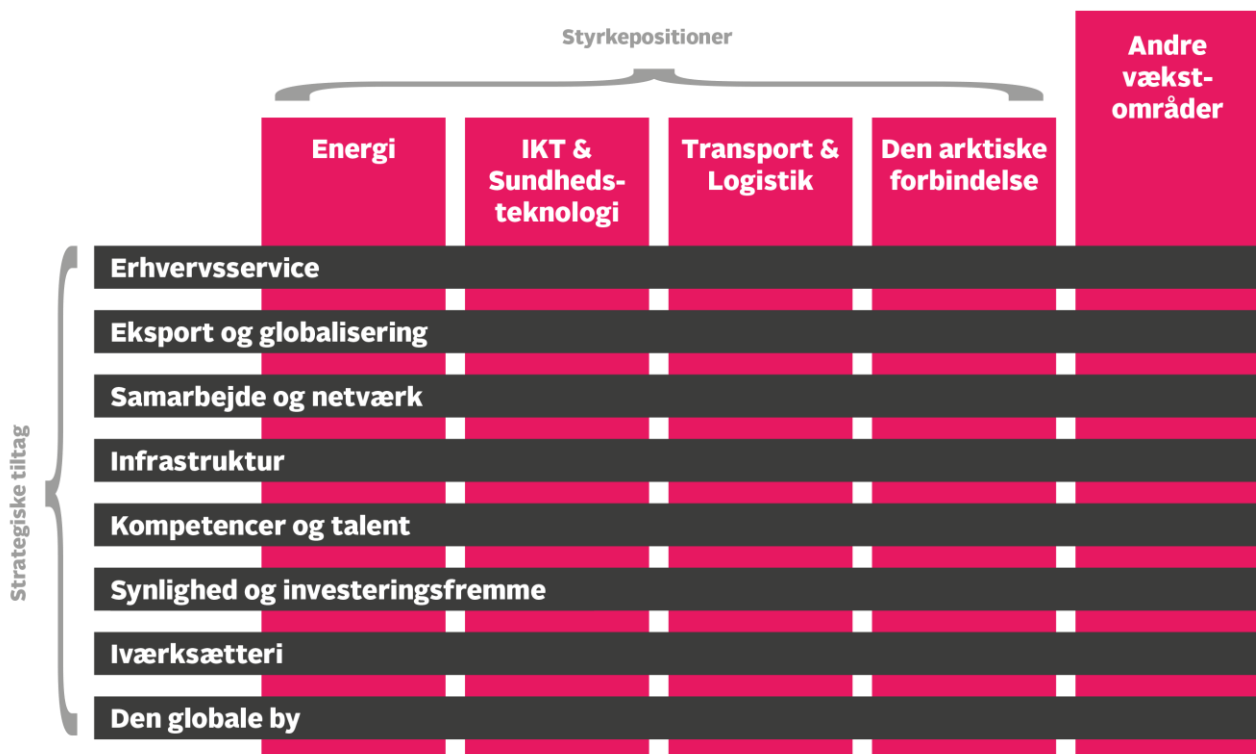 Styrkepositioner
Andre
vækst-
områder
Energi
IKT &
Sundheds-
teknologi
Transport &
Logistik
Den arktiske
forbindelse
Strategiske tiltag
Erhvervsservice
Eksport og globalisering
Samarbejde og netværk
Infrastruktur
Kompetencer og talent
Synlighed og investeringsfremme
Iværksætteri
Den globale by